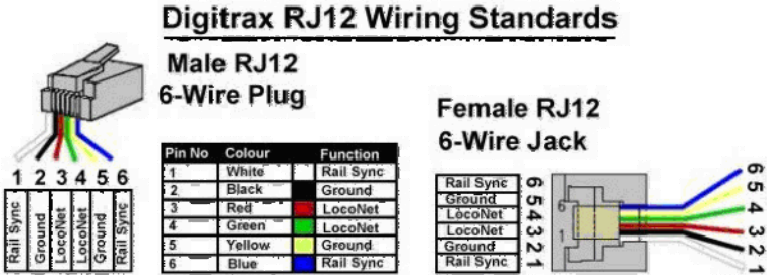 Digitrax RJ12 Wiring Standards
Male RJ12
6-Wire Plug
1 2 3 4 5 6
Rail Sync
Ground
LocoNet
LocoNet
Ground
Rail Sync
Pin No Colour Function
1 White Rail Sync
2 Black Ground
3 Red LocoNet
4 Green LocoNet
5 Yellow Ground
6 Blue Rail Sync
Female RJ12
6-Wire Jack
Rail Sync 6
Ground 5
LocoNet 4
LocoNet 3
Ground 2
Rail Sync 1
6
1
6
5
4
3
2
1